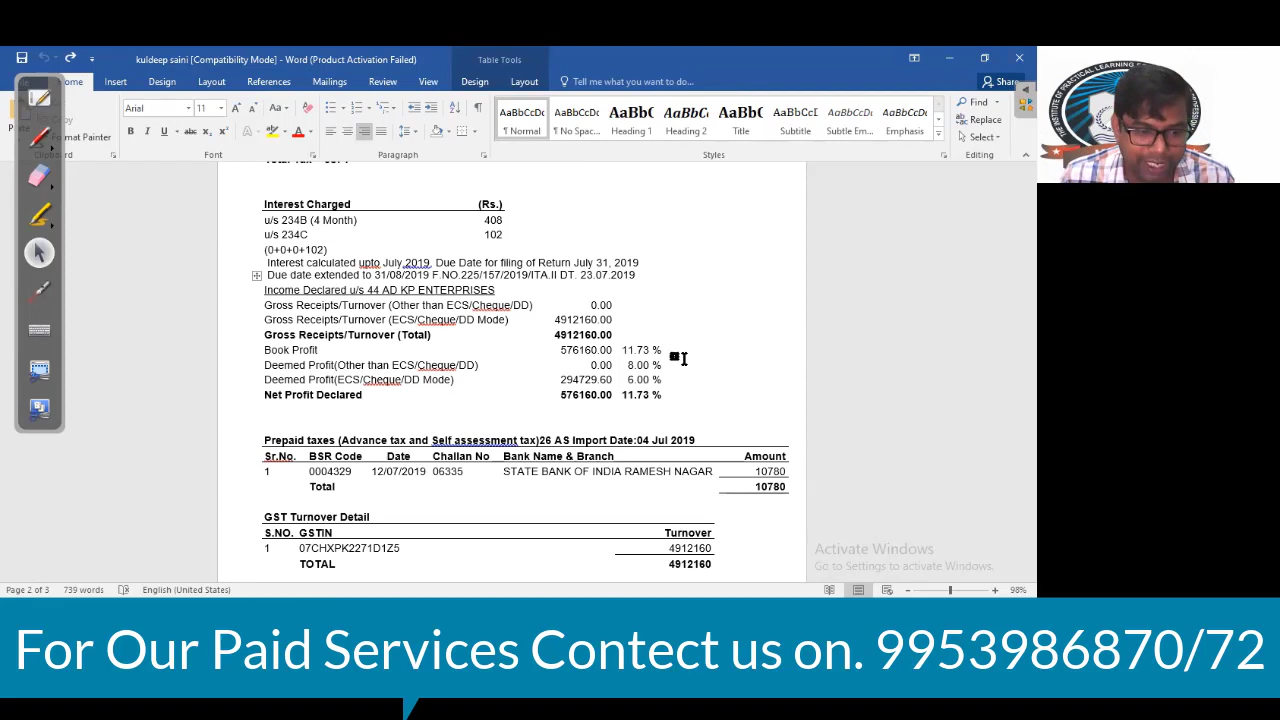 kuldeep saini [Compatibility Mode] - Word (Product Activation Failed)
Table Tools
Insert Design Layout References Mailings Review View Design Layout Tell me what you want to do... Share
Format Painter
Arial 11
AaBbCcDc AaBbCcDc AaBbC AaBbCc AaBb( AaBbCcD AaBbCcDc AaBbCcDc
¶ Normal ¶ No Spac... Heading 1 Heading 2 Title Subtitle Subtle Em... Emphasis
Find
Replace
Select
Clipboard Font Paragraph Styles Editing
Interest Charged (Rs.)
u/s 234B (4 Month) 408
u/s 234C 102
(0+0+0+102)
Interest calculated upto July,2019, Due Date for filing of Return July 31, 2019
Due date extended to 31/08/2019 F.NO.225/157/2019/ITA.II DT. 23.07.2019
Income Declared u/s 44 AD KP ENTERPRISES
Gross Receipts/Turnover (Other than ECS/Cheque/DD) 0.00
Gross Receipts/Turnover (ECS/Cheque/DD Mode) 4912160.00
Gross Receipts/Turnover (Total) 4912160.00
Book Profit 576160.00 11.73 %
Deemed Profit(Other than ECS/Cheque/DD) 0.00 8.00 %
Deemed Profit(ECS/Cheque/DD Mode) 294729.60 6.00 %
Net Profit Declared 576160.00 11.73 %
Prepaid taxes (Advance tax and Self assessment tax)26 AS Import Date:04 Jul 2019
Sr.No. BSR Code Date Challan No Bank Name & Branch Amount
1 0004329 12/07/2019 06335 STATE BANK OF INDIA RAMESH NAGAR 10780
Total 10780
GST Turnover Detail
S.NO. GSTIN Turnover
1 07CHXPK2271D1Z5 4912160
TOTAL 4912160
Activate Windows
Go to Settings to activate Windows.
Page 2 of 3 739 words English (United States) 98%
For Our Paid Services Contect us on. 9953986870/72